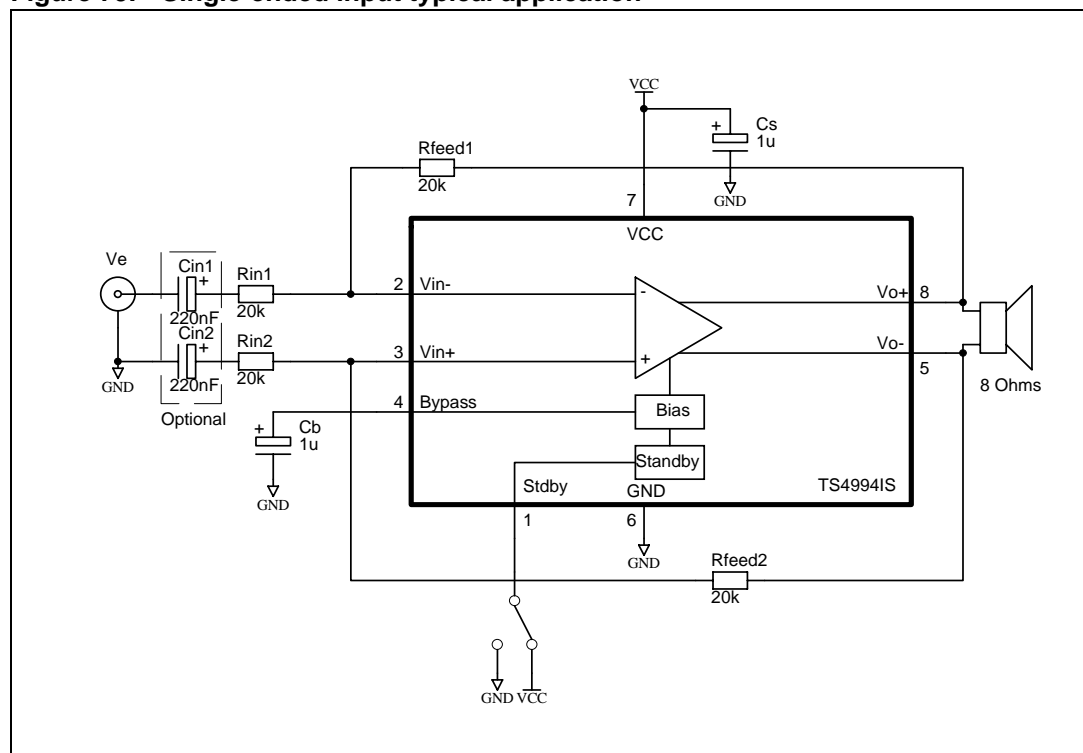 Figure Single-ended input typical application
VCC
Cs
+
1u
GND
Rfeed1
20k
7
VCC
Ve
Cin1
+
220nF
Rin1
20k
2
Vin-
-
Vo+
8
Cin2
+
220nF
Rin2
20k
3
Vin+
+
Vo-
5
GND
Optional
8 Ohms
4
Bypass
Bias
+
Cb
1u
GND
Standby
Stdby
GND
TS4994IS
1
6
GND
Rfeed2
20k
GND
VCC